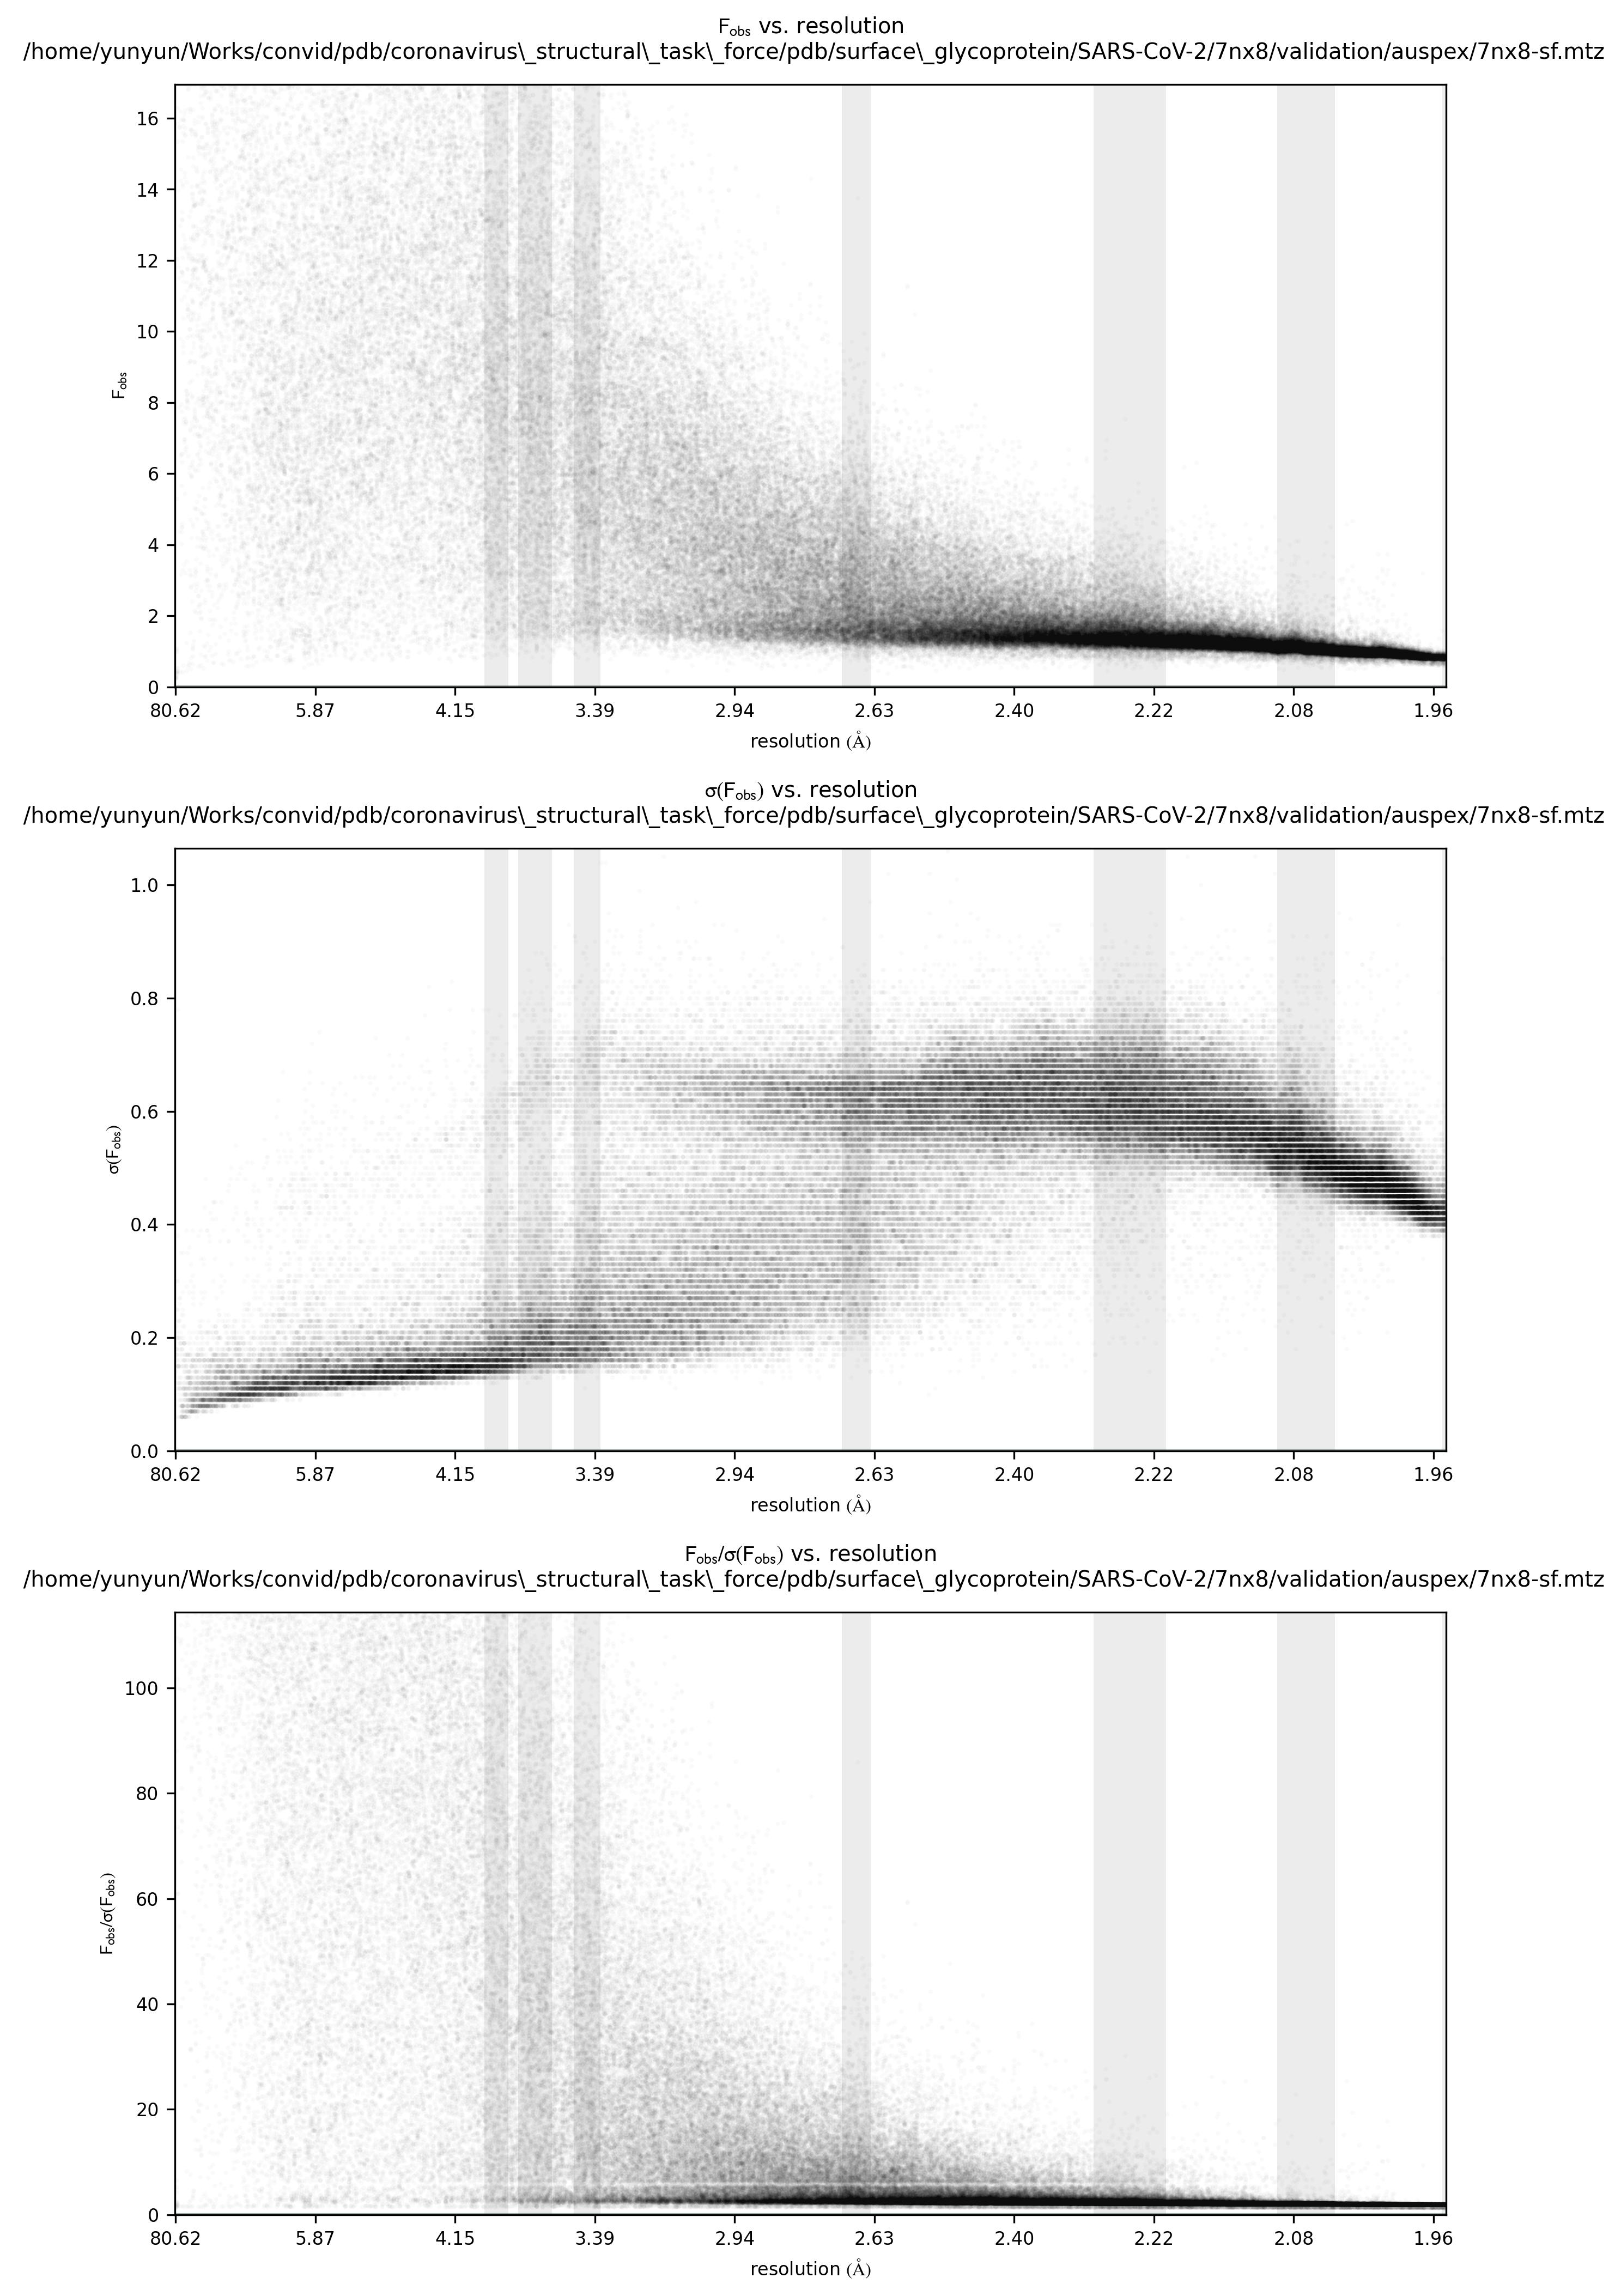 Fobs vs. resolution
/home/yunyun/Works/convid/pdb/coronavirus\_structural\_task\_force/pdb/surface\_glycoprotein/SARS-CoV-2/7nx8/validation/auspex/7nx8-sf.mtz
16
14
12
10
8
6
4
2
0
Fobs
80.62 5.87 4.15 3.39 2.94 2.63 2.40 2.22 2.08 1.96
resolution (Å)
σ(Fobs) vs. resolution
/home/yunyun/Works/convid/pdb/coronavirus\_structural\_task\_force/pdb/surface\_glycoprotein/SARS-CoV-2/7nx8/validation/auspex/7nx8-sf.mtz
1.0
0.8
0.6
0.4
0.2
0.0
σ(Fobs)
80.62 5.87 4.15 3.39 2.94 2.63 2.40 2.22 2.08 1.96
resolution (Å)
Fobs/σ(Fobs) vs. resolution
/home/yunyun/Works/convid/pdb/coronavirus\_structural\_task\_force/pdb/surface\_glycoprotein/SARS-CoV-2/7nx8/validation/auspex/7nx8-sf.mtz
100
80
60
40
20
0
Fobs/σ(Fobs)
80.62 5.87 4.15 3.39 2.94 2.63 2.40 2.22 2.08 1.96
resolution (Å)